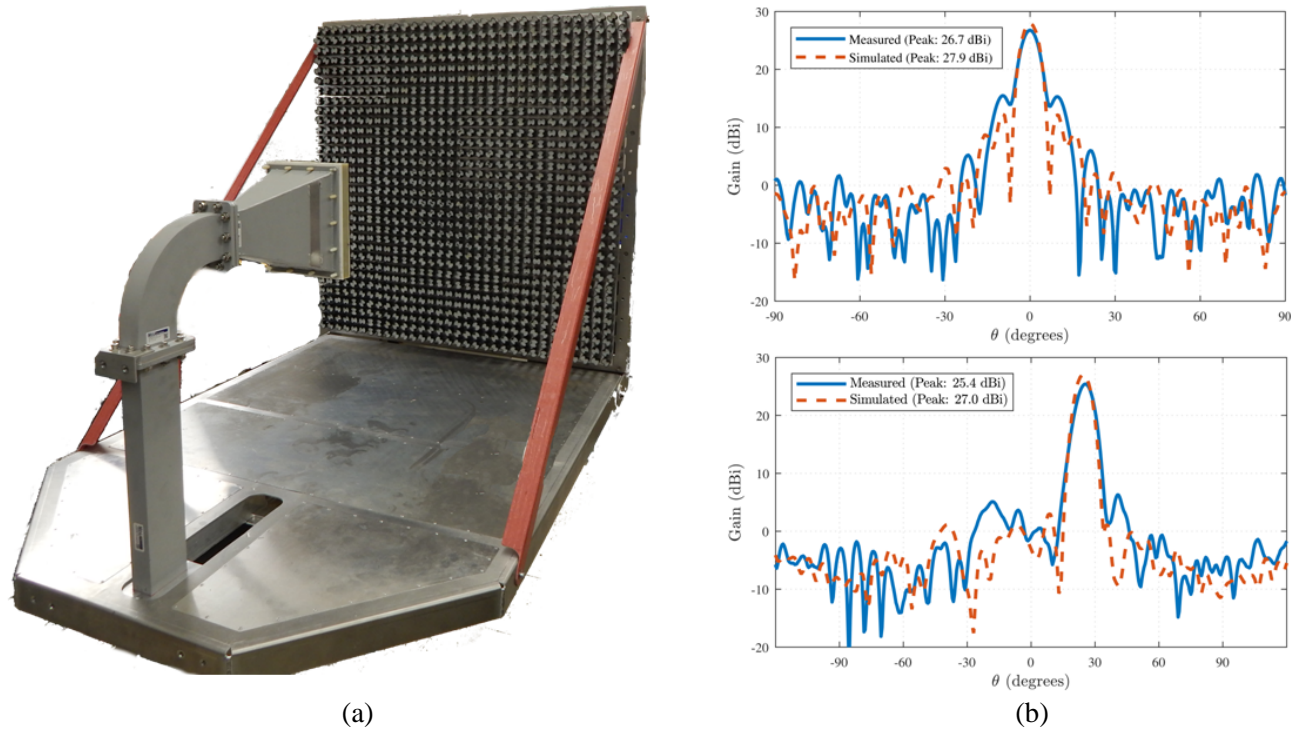 30
Measured (Peak: 26.7 dBi)
Simulated (Peak: 27.9 dBi)
20
10
0
-10
-20
Gain (dBi)
-90 -60 -30 0 30 60 90
θ (degrees)
30
Measured (Peak: 25.4 dBi)
Simulated (Peak: 27.0 dBi)
20
10
0
-10
-20
Gain (dBi)
-90 -60 -30 0 30 60 90
θ (degrees)
(a) (b)